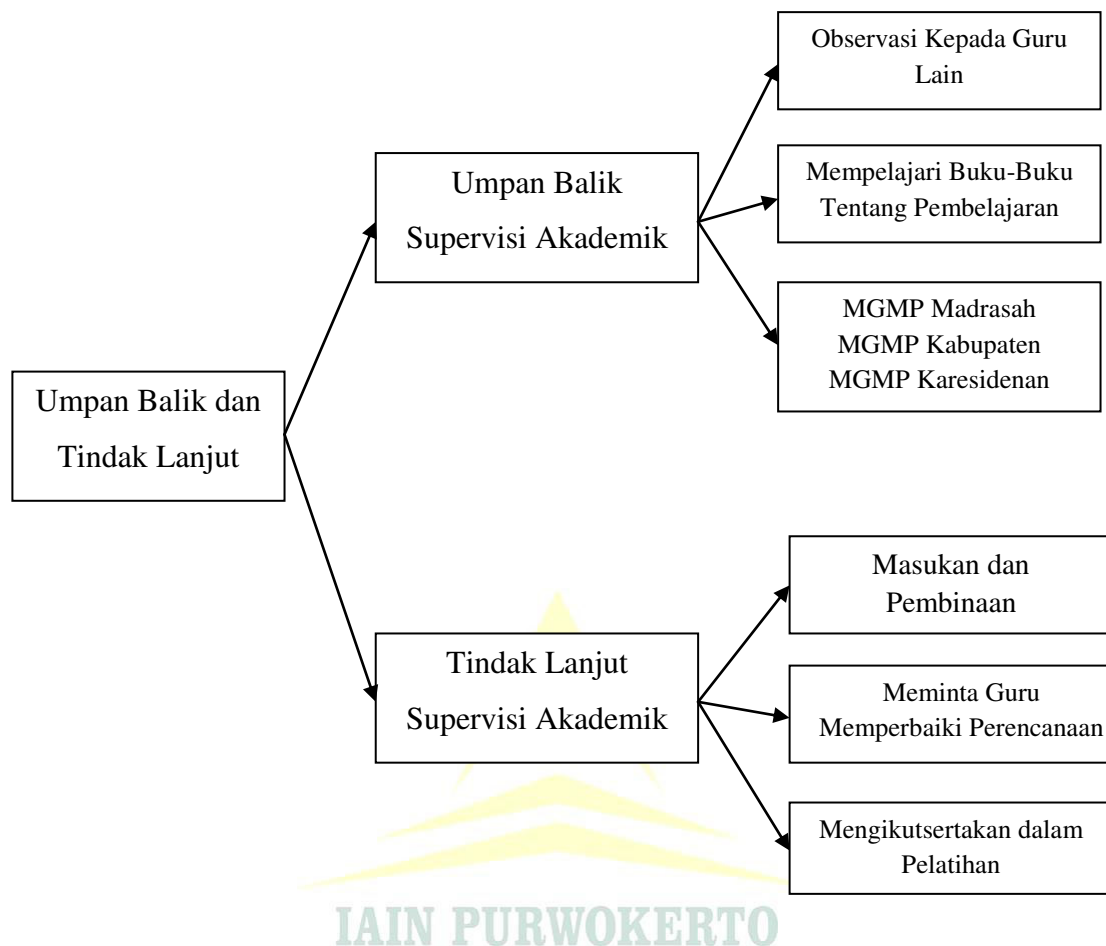 Observasi Kepada Guru
Lain
Umpan Balik
Supervisi Akademik
Mempelajari Buku-Buku
Tentang Pembelajaran
MGMP Madrasah
MGMP Kabupaten
MGMP Karesidenan
Umpan Balik dan
Tindak Lanjut
Masukan dan
Pembinaan
Tindak Lanjut
Supervisi Akademik
Meminta Guru
Memperbaiki Perencanaan
Mengikutsertakan dalam
Pelatihan
IAIN PURWOKERTO